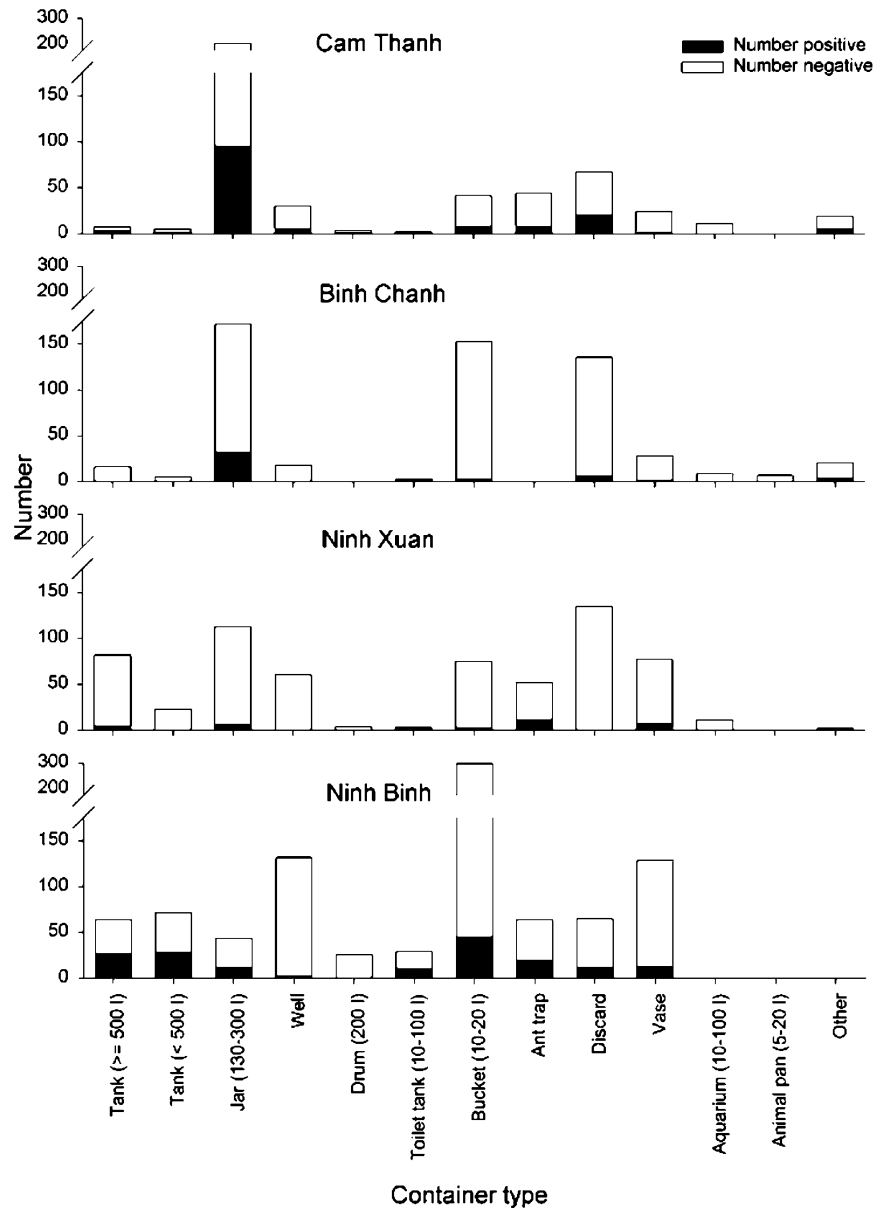 300
200
150
100
50
0
Cam Thanh
Number positive
Number negative
300
200
150
100
50
0
Binh Chanh
Number
300
200
150
100
50
0
Ninh Xuan
300
200
150
100
50
0
Ninh Binh
Tank (>= 500 l)
Tank (< 500 l)
Jar (130-300 l)
Well
Drum (200 l)
Toilet tank (10-100 l)
Bucket (10-20 l)
Ant trap
Discard
Vase
Aquarium (10-100 l)
Animal pan (5-20 l)
Other
Container type